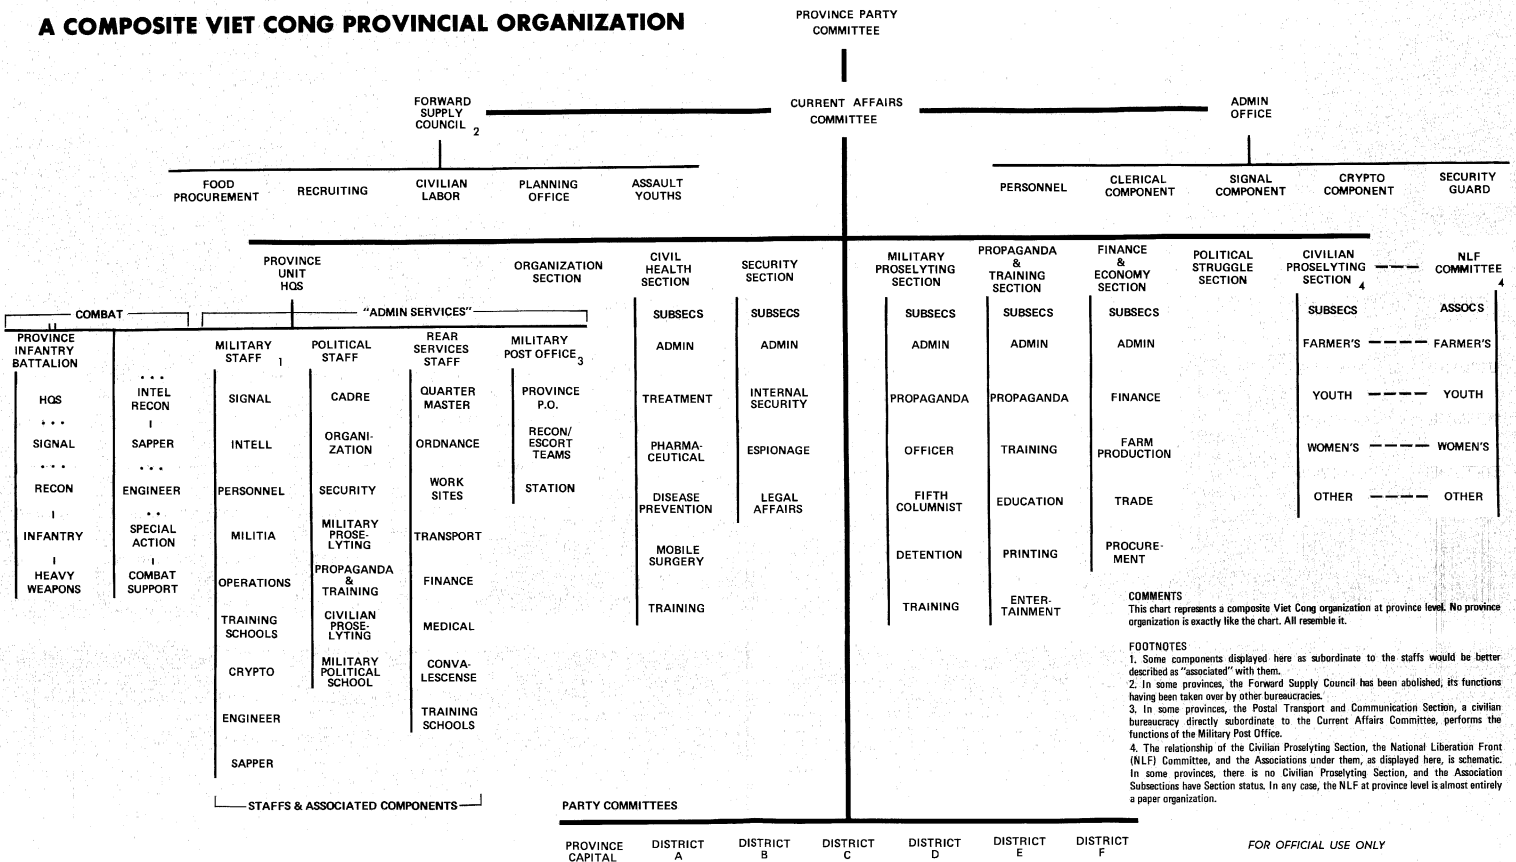 A COMPOSITE VIET CONG PROVINCIAL ORGANIZATION
PROVINCE PARTY
COMMITTEE
FORWARD
SUPPLY
COUNCIL 2
CURRENT AFFAIRS
COMMITTEE
ADMIN
OFFICE
FOOD
PROCUREMENT
RECRUITING
CIVILIAN
LABOR
PLANNING
OFFICE
ASSAULT
YOUTHS
PERSONNEL
CLERICAL
COMPONENT
SIGNAL
COMPONENT
CRYPTO
COMPONENT
SECURITY
GUARD
PROVINCE
UNIT
HQS
ORGANIZATION
SECTION
CIVIL
HEALTH
SECTION
SECURITY
SECTION
MILITARY
PROSELYTING
SECTION
PROPAGANDA
&
TRAINING
SECTION
FINANCE
&
ECONOMY
SECTION
POLITICAL
STRUGGLE
SECTION
CIVILIAN
PROSELYTING
SECTION 4
NLF
COMMITTEE
4
COMBAT
"ADMIN SERVICES"
PROVINCE
INFANTRY
BATTALION
HQS
SIGNAL
RECON
INFANTRY
HEAVY
WEAPONS
INTEL
RECON
SAPPER
ENGINEER
SPECIAL
ACTION
COMBAT
SUPPORT
MILITARY
STAFF 1
SIGNAL
INTELL
PERSONNEL
MILITIA
OPERATIONS
TRAINING
SCHOOLS
CRYPTO
ENGINEER
SAPPER
POLITICAL
STAFF
CADRE
ORGANI-
ZATION
SECURITY
MILITARY
PROSE-
LYTING
PROPAGANDA
&
TRAINING
CIVILIAN
PROSE-
LYTING
MILITARY
POLITICAL
SCHOOL
REAR
SERVICES
STAFF
QUARTER
MASTER
ORDNANCE
WORK
SITES
TRANSPORT
FINANCE
MEDICAL
CONVA-
LESCENSE
TRAINING
SCHOOLS
MILITARY
POST OFFICE 3
PROVINCE
P.O.
RECON/
ESCORT
TEAMS
STATION
SUBSECS
ADMIN
TREATMENT
PHARMA-
CEUTICAL
DISEASE
PREVENTION
MOBILE
SURGERY
TRAINING
SUBSECS
ADMIN
INTERNAL
SECURITY
ESPIONAGE
LEGAL
AFFAIRS
SUBSECS
ADMIN
PROPAGANDA
OFFICER
FIFTH
COLUMNIST
DETENTION
TRAINING
SUBSECS
ADMIN
PROPAGANDA
TRAINING
EDUCATION
PRINTING
ENTER-
TAINMENT
SUBSECS
ADMIN
FINANCE
FARM
PRODUCTION
TRADE
PROCURE-
MENT
SUBSECS
FARMER'S
YOUTH
WOMEN'S
OTHER
ASSOCS
FARMER'S
YOUTH
WOMEN'S
OTHER
STAFFS & ASSOCIATED COMPONENTS
COMMENTS
This chart represents a composite Viet Cong organization at province level. No province
organization is exactly like the chart. All resemble it.
FOOTNOTES
1. Some components displayed here as subordinate to the staffs would be better
described as "associated" with them.
2. In some provinces, the Forward Supply Council has been abolished, its functions
having been taken over by other bureaucracies.
3. In some provinces, the Postal Transport and Communication Section, a civilian
bureaucracy directly subordinate to the Current Affairs Committee, performs the
functions of the Military Post Office.
4. The relationship of the Civilian Proselyting Section, the National Liberation Front
(NLF) Committee, and the Associations under them, as displayed here, is schematic.
In some provinces, there is no Civilian Proselyting Section, and the Association
Subsections have Section status. In any case, the NLF at province level is almost entirely
a paper organization.
PARTY COMMITTEES
PROVINCE
CAPITAL
DISTRICT
A
DISTRICT
B
DISTRICT
C
DISTRICT
D
DISTRICT
E
DISTRICT
F
FOR OFFICIAL USE ONLY